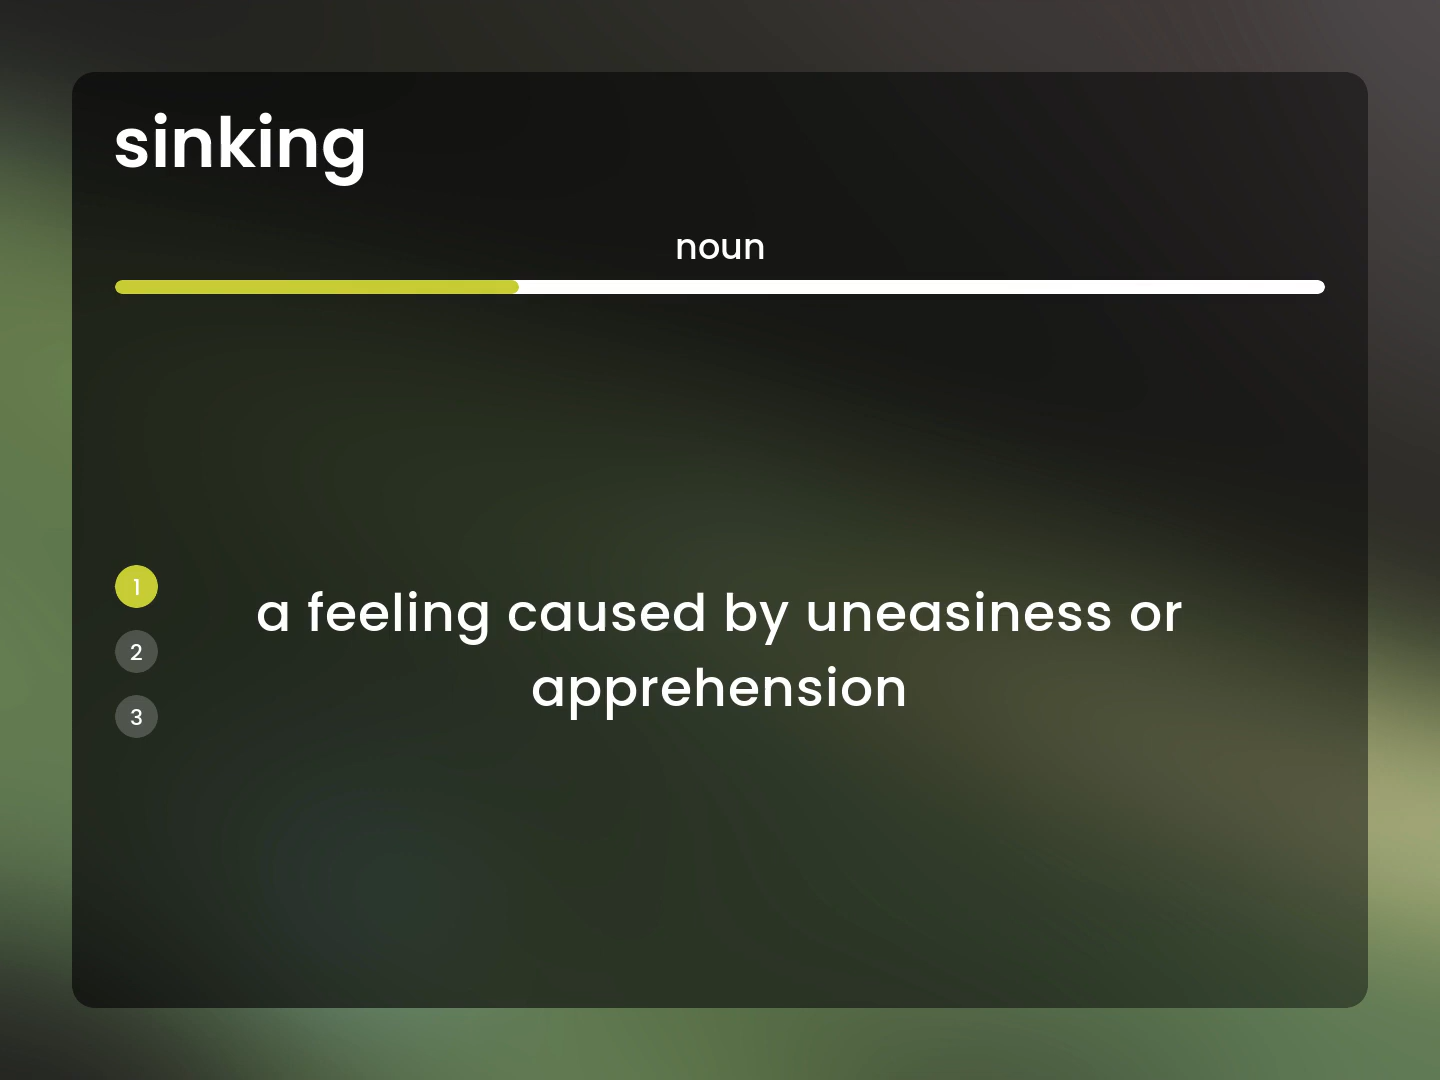 sinking
noun
1
2
3
a feeling caused by uneasiness or
apprehension